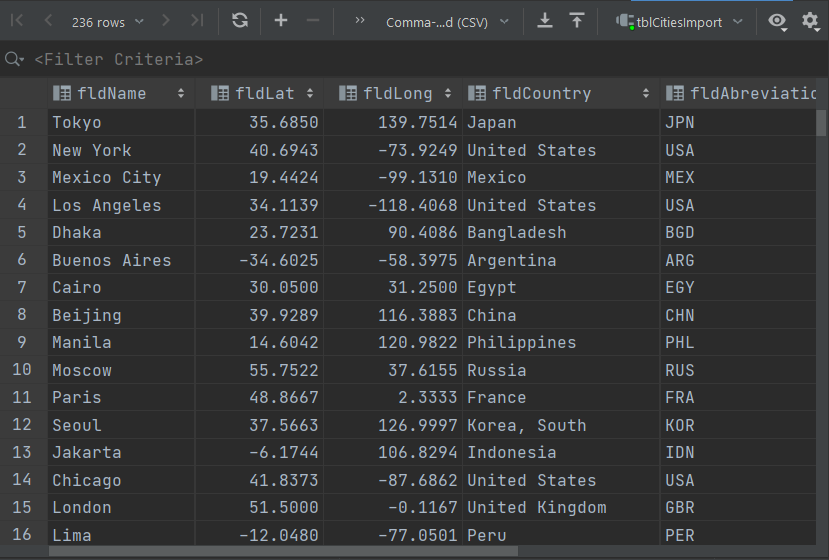 236 rows Comma-...d (CSV) tblCitiesImport
<Filter Criteria>
fldName fldLat fldLong fldCountry fldAbreviatio
1 Tokyo 35.6850 139.7514 Japan JPN
2 New York 40.6943 -73.9249 United States USA
3 Mexico City 19.4424 -99.1310 Mexico MEX
4 Los Angeles 34.1139 -118.4068 United States USA
5 Dhaka 23.7231 90.4086 Bangladesh BGD
6 Buenos Aires -34.6025 -58.3975 Argentina ARG
7 Cairo 30.0500 31.2500 Egypt EGY
8 Beijing 39.9289 116.3883 China CHN
9 Manila 14.6042 120.9822 Philippines PHL
10 Moscow 55.7522 37.6155 Russia RUS
11 Paris 48.8667 2.3333 France FRA
12 Seoul 37.5663 126.9997 Korea, South KOR
13 Jakarta -6.1744 106.8294 Indonesia IDN
14 Chicago 41.8373 -87.6862 United States USA
15 London 51.5000 -0.1167 United Kingdom GBR
16 Lima -12.0480 -77.0501 Peru PER